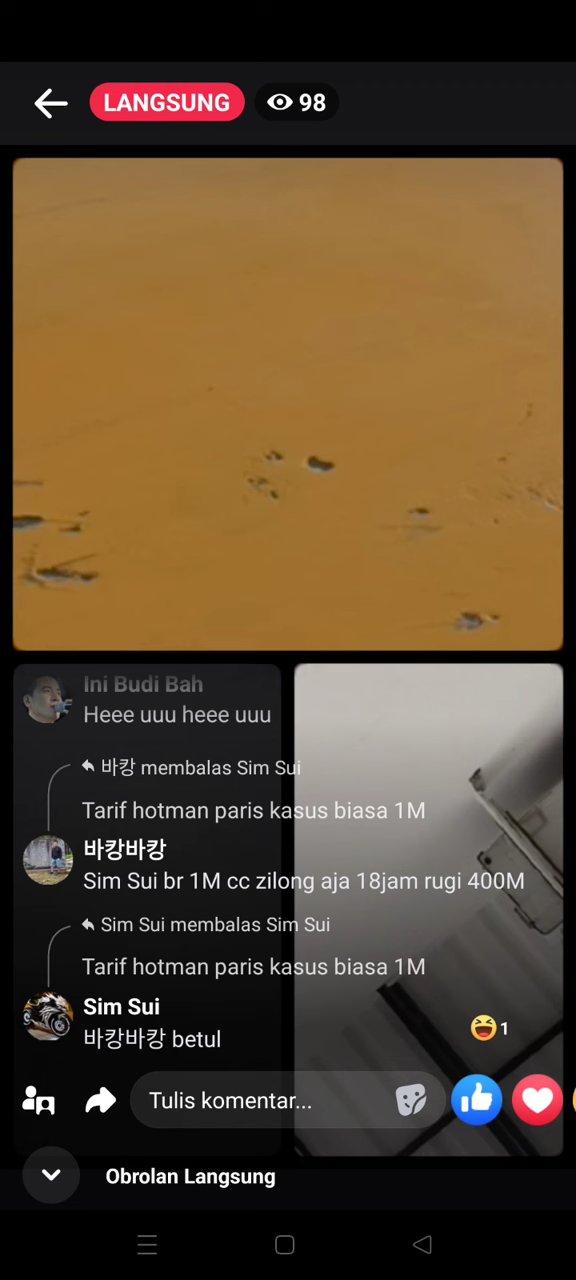 LANGSUNG
98
Ini Budi Bah
Heee uuu heee uuu
바캉 membalas Sim Sui
Tarif hotman paris kasus biasa 1M
바캉바캉
Sim Sui br 1M cc zilong aja 18jam rugi 400M
Sim Sui membalas Sim Sui
Tarif hotman paris kasus biasa 1M
Sim Sui
바캉바캉 betul
1
Tulis komentar...
Obrolan Langsung